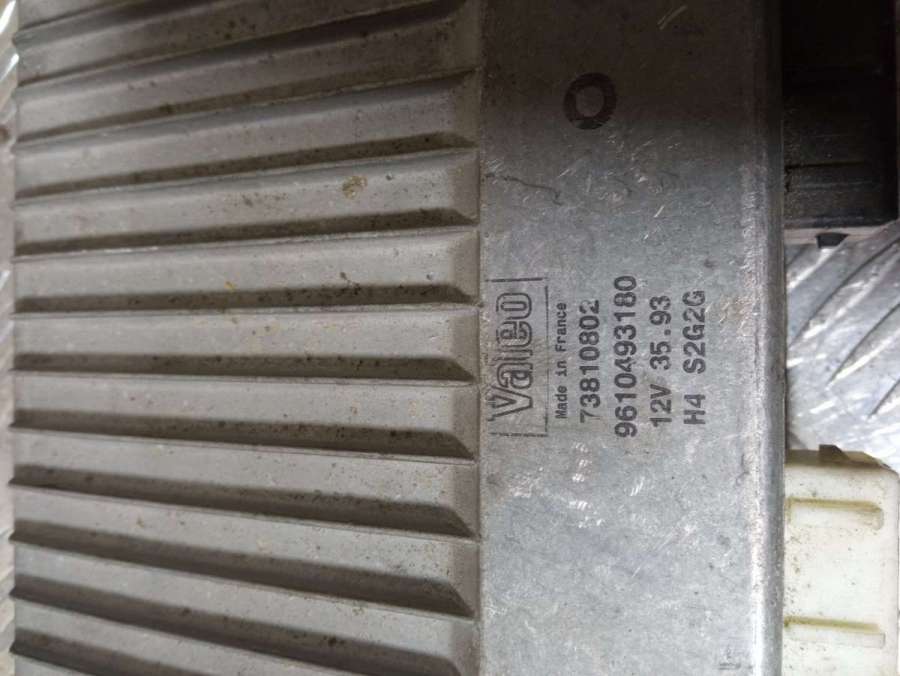 Valeo
Made in France
73810802
9610493180
12V 35.93
H4 S2G2G